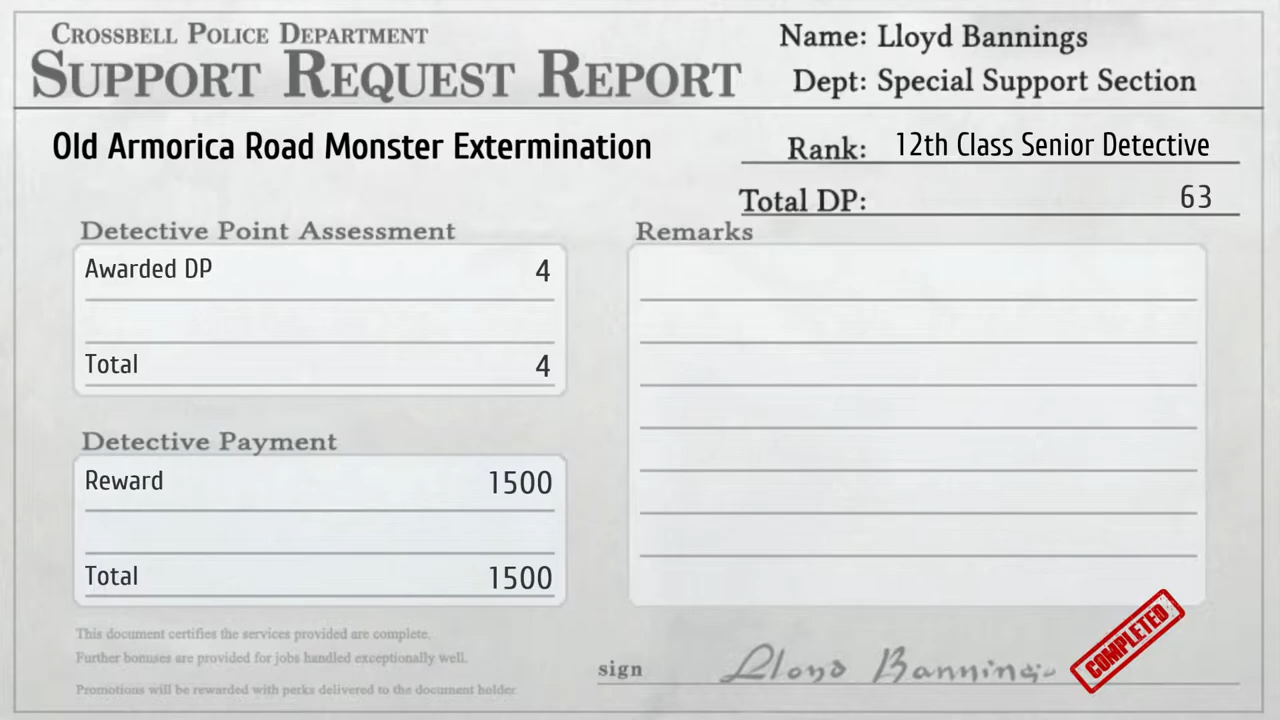 Crossbell Police Department
Support Request Report
Name: Lloyd Bannings
Dept: Special Support Section
Old Armorica Road Monster Extermination
Rank: 12th Class Senior Detective
Total DP: 63
Detective Point Assessment
Awarded DP 4
Total 4
Remarks
Detective Payment
Reward 1500
Total 1500
This document certifies the services provided are complete.
Further bonuses are provided for jobs handled exceptionally well.
Promotions will be rewarded with perks delivered to the document holder
sign Lloyd Bannings
COMPLETED